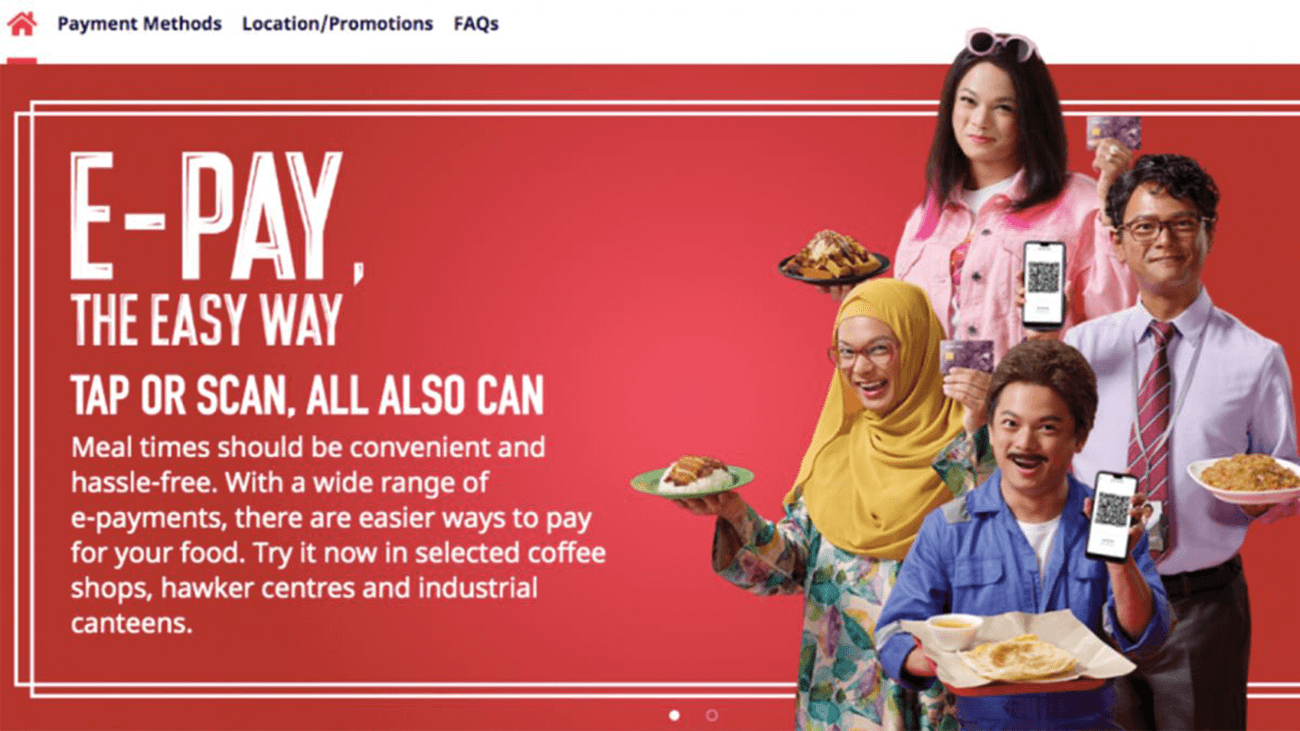 Payment Methods Location/Promotions FAQs
E-PAY,
THE EASY WAY
TAP OR SCAN, ALL ALSO CAN
Meal times should be convenient and
hassle-free. With a wide range of
e-payments, there are easier ways to pay
for your food. Try it now in selected coffee
shops, hawker centres and industrial
canteens.